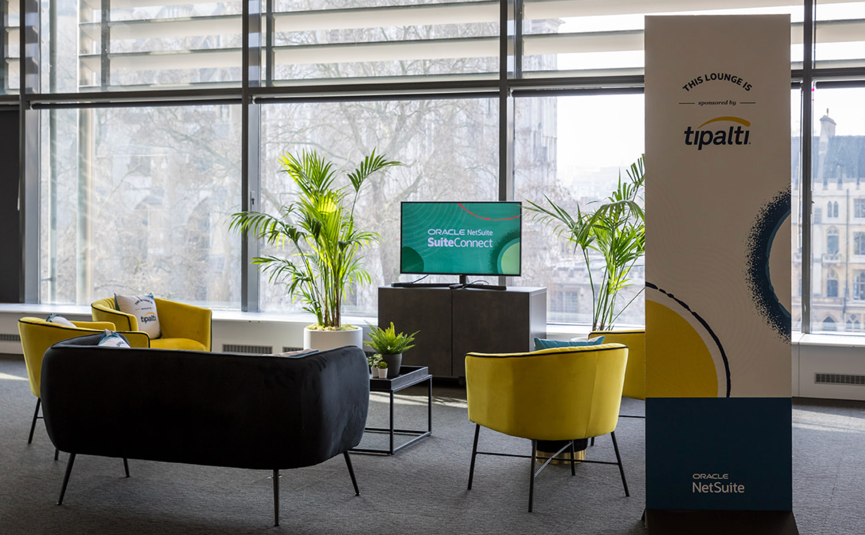 ORACLE NetSuite
SuiteConnect
tipalti
THIS LOUNGE IS
sponsored by
tipalti
ORACLE
NetSuite